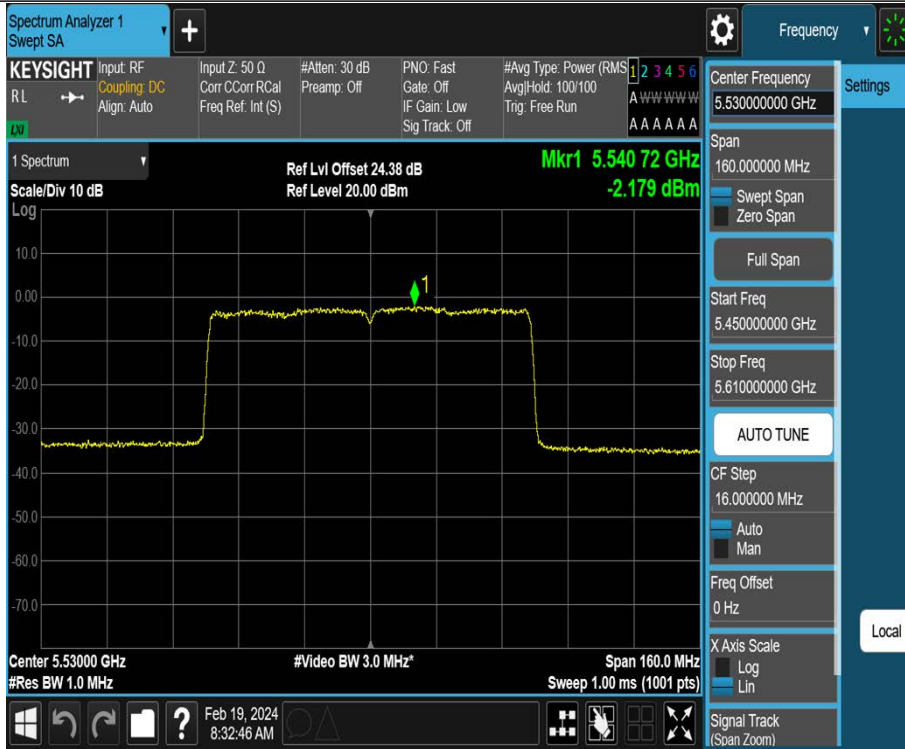 Spectrum Analyzer 1
Swept SA
+
Frequency
KEYSIGHT
R L
LXI
Input: RF
Coupling: DC
Align: Auto
Input Z: 50 Ω
Corr CCorr RCal
Freq Ref: Int (S)
#Atten: 30 dB
Preamp: Off
PNO: Fast
Gate: Off
IF Gain: Low
Sig Track: Off
#Avg Type: Power (RMS
Avg|Hold: 100/100
Trig: Free Run
1 2 3 4 5 6
A W W W W W
A A A A A A
Center Frequency
5.530000000 GHz
Settings
Span
160.000000 MHz
Swept Span
Zero Span
Full Span
Start Freq
5.450000000 GHz
Stop Freq
5.610000000 GHz
AUTO TUNE
CF Step
16.000000 MHz
Auto
Man
Freq Offset
0 Hz
X Axis Scale
Log
Lin
Signal Track
(Span Zoom)
Local
1 Spectrum
Scale/Div 10 dB
Log
Ref Lvl Offset 24.38 dB
Ref Level 20.00 dBm
Mkr1 5.540 72 GHz
-2.179 dBm
1
10.0
0.00
-10.0
-20.0
-30.0
-40.0
-50.0
-60.0
-70.0
Center 5.53000 GHz
#Res BW 1.0 MHz
#Video BW 3.0 MHz*
Span 160.0 MHz
Sweep 1.00 ms (1001 pts)
?
Feb 19, 2024
8:32:46 AM